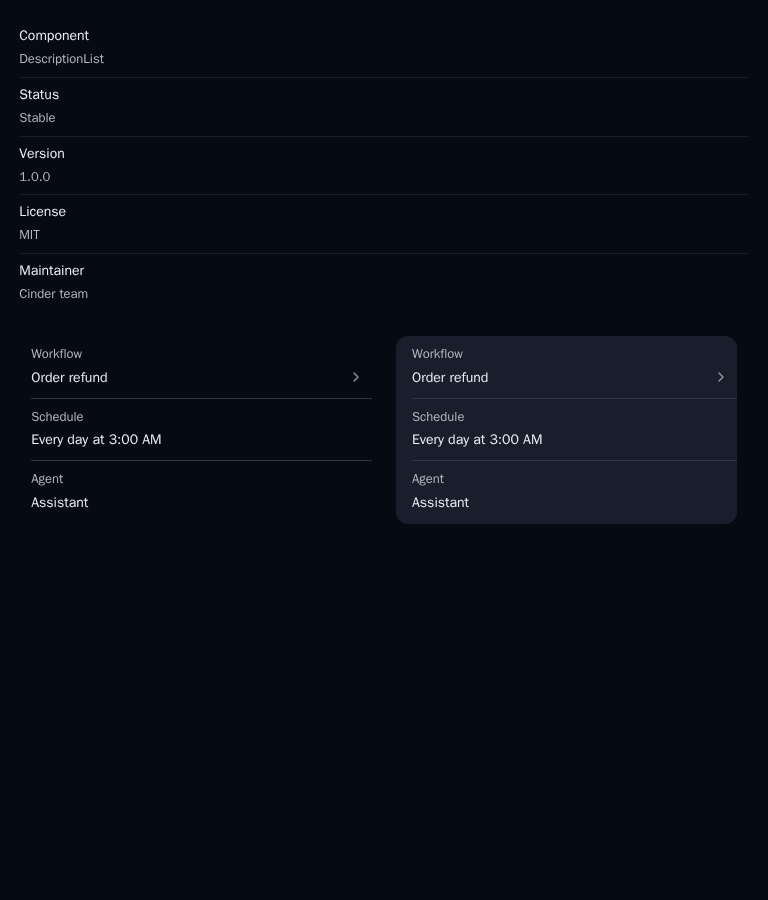 Component
DescriptionList
Status
Stable
Version
1.0.0
License
MIT
Maintainer
Cinder team
Workflow
Order refund
Schedule
Every day at 3:00 AM
Agent
Assistant
Workflow
Order refund
Schedule
Every day at 3:00 AM
Agent
Assistant